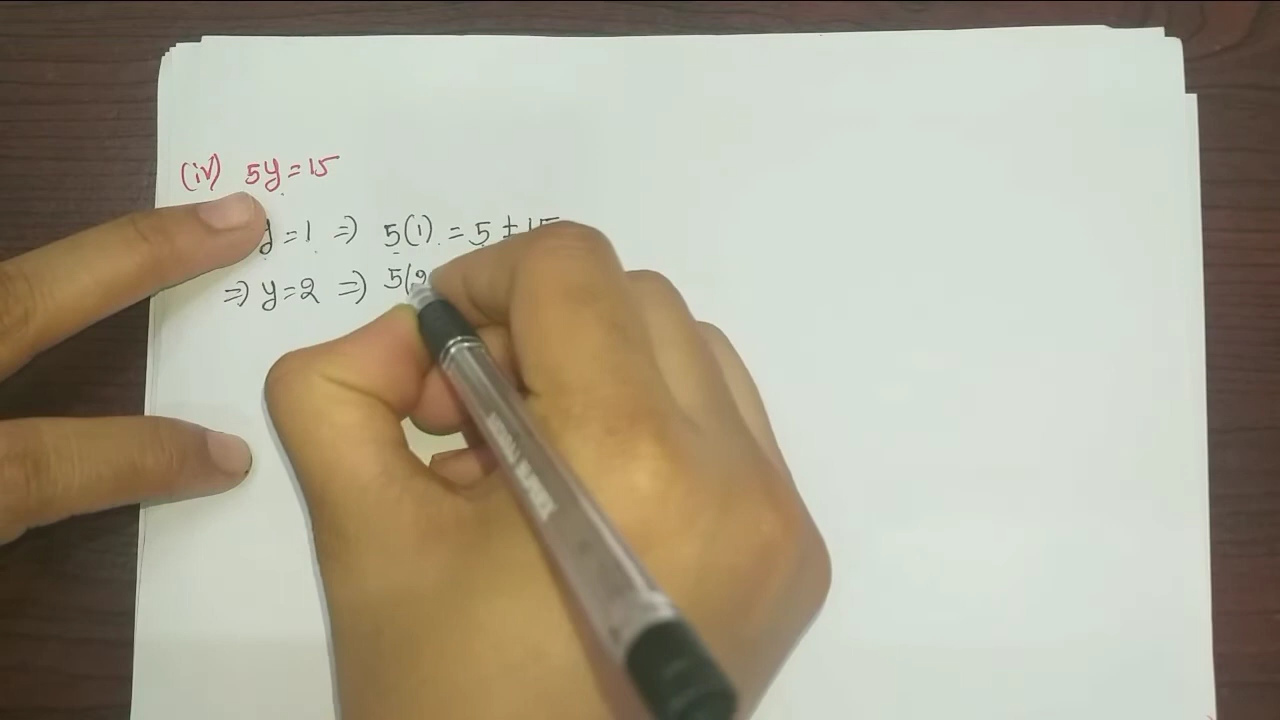 (iv) 5y = 15
y = 1 => 5(1) = 5 ≠ 15
=> y = 2 => 5(2